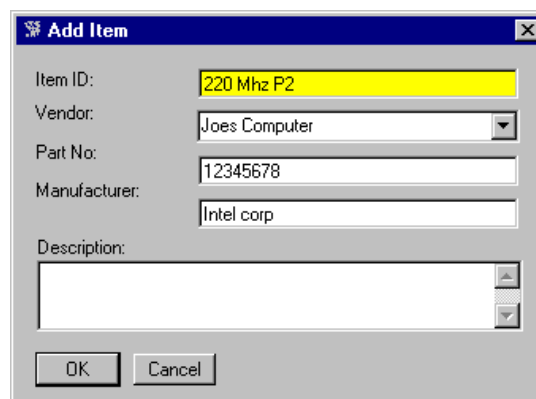 Add Item
Item ID: 220 Mhz P2
Vendor: Joes Computer
Part No: 12345678
Manufacturer: Intel corp
Description:
OK Cancel